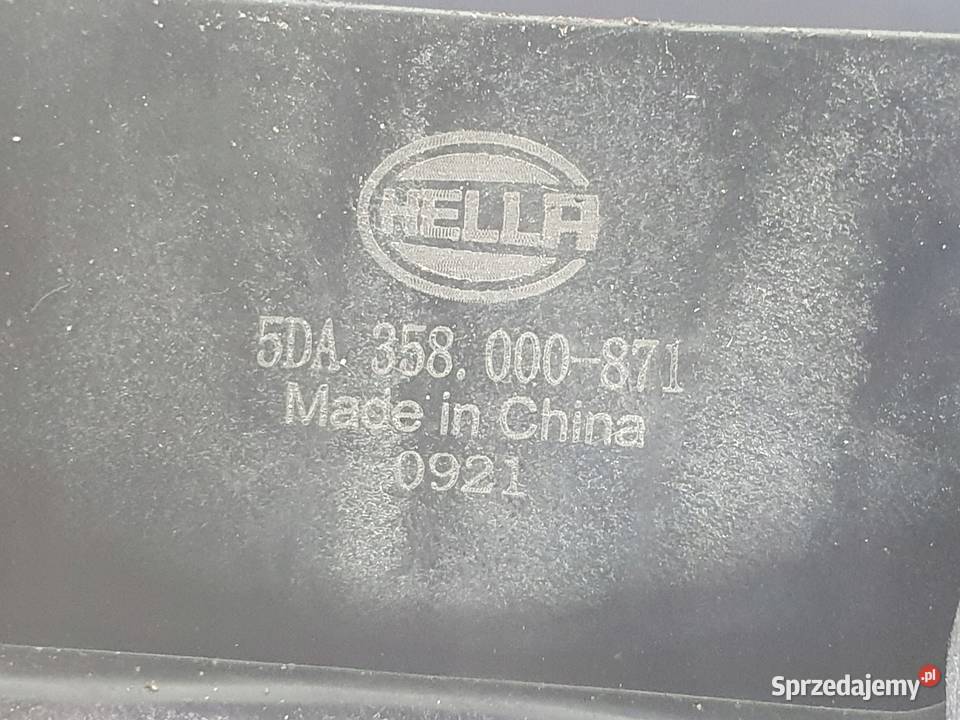 HELLA
5DA 358.000-871
Made in China
0921
Sprzedajemy.pl